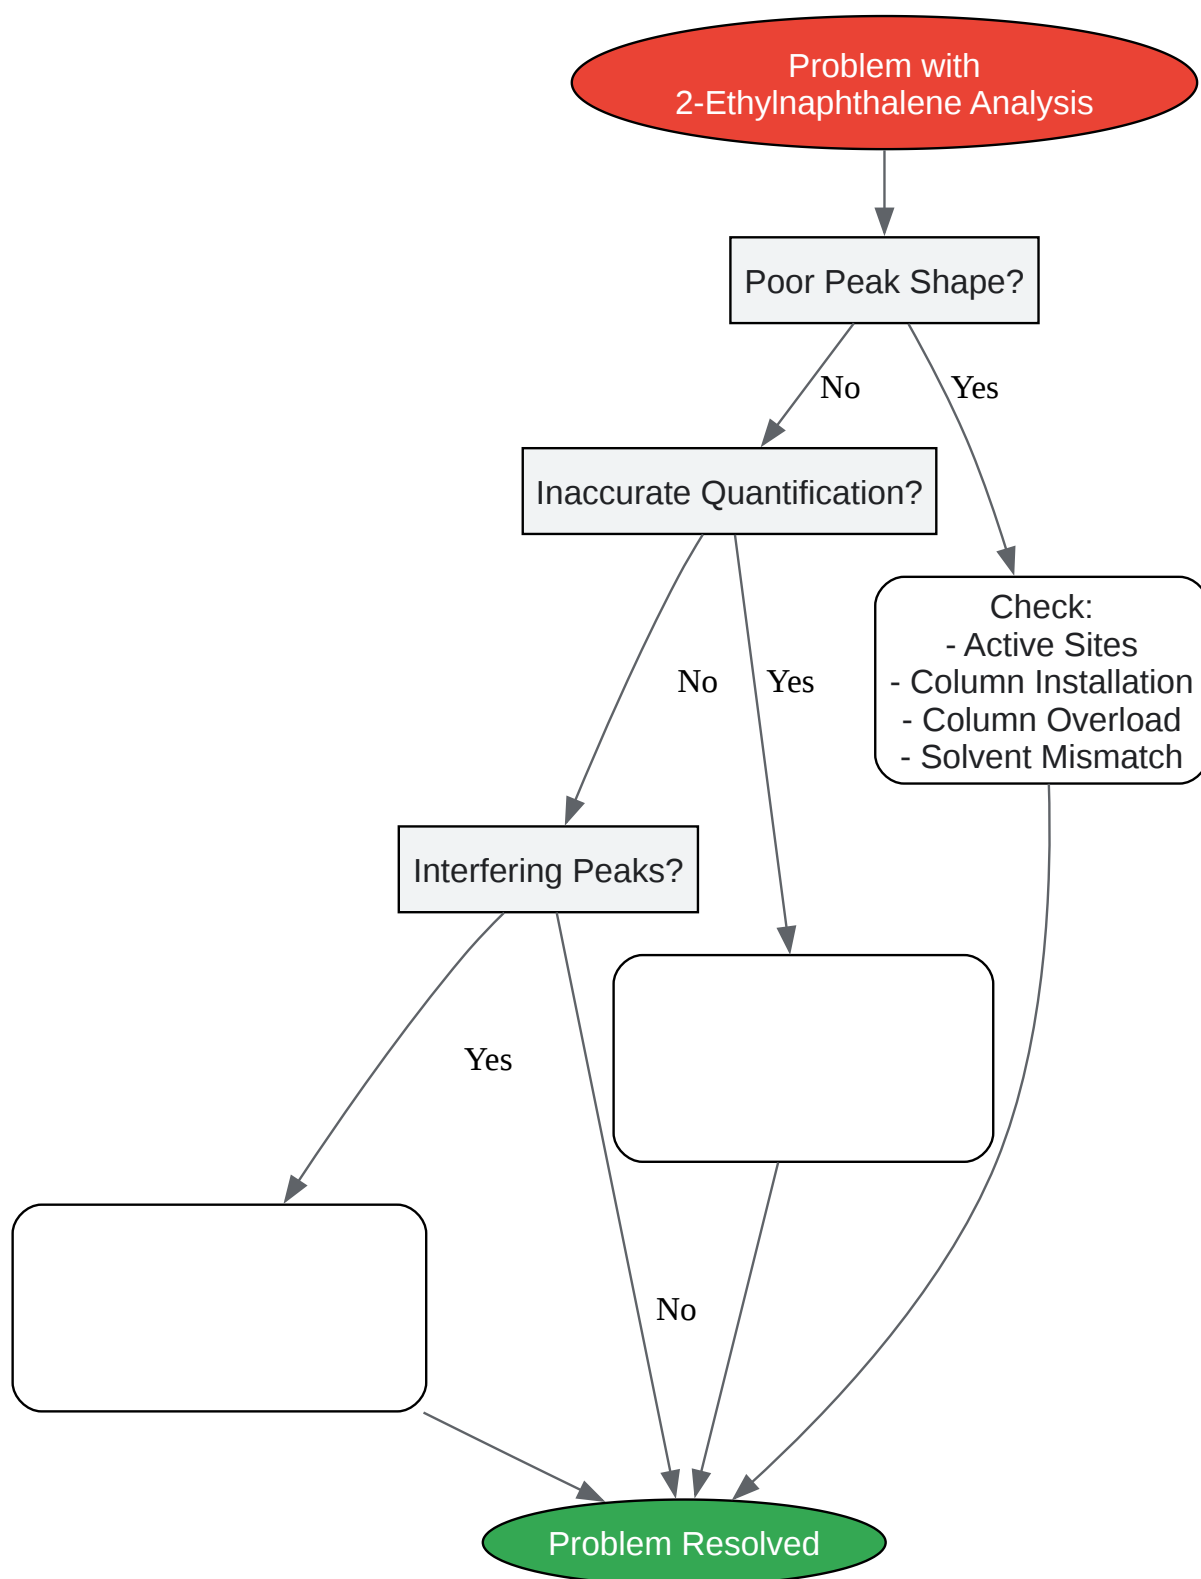 Problem with
2-Ethylnaphthalene Analysis
Poor Peak Shape?
No
Yes
Inaccurate Quantification?
Check:
- Active Sites
- Column Installation
- Column Overload
- Solvent Mismatch
No
Yes
Interfering Peaks?
Yes
No
Problem Resolved